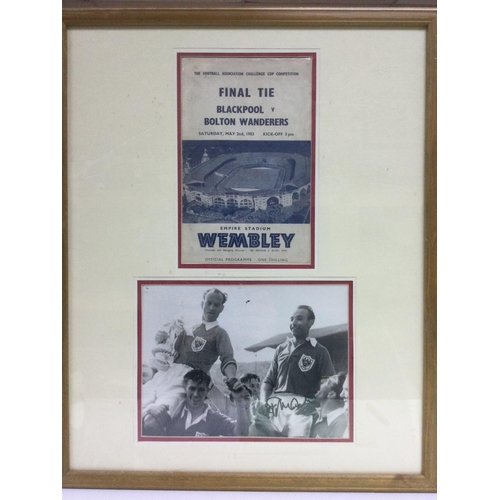 THE FOOTBALL ASSOCIATION CHALLENGE CUP COMPETITION
FINAL TIE
BLACKPOOL v
BOLTON WANDERERS
SATURDAY, MAY 2nd, 1953 KICK-OFF 3 pm
EMPIRE STADIUM
WEMBLEY
OFFICIAL PROGRAMME - ONE SHILLING